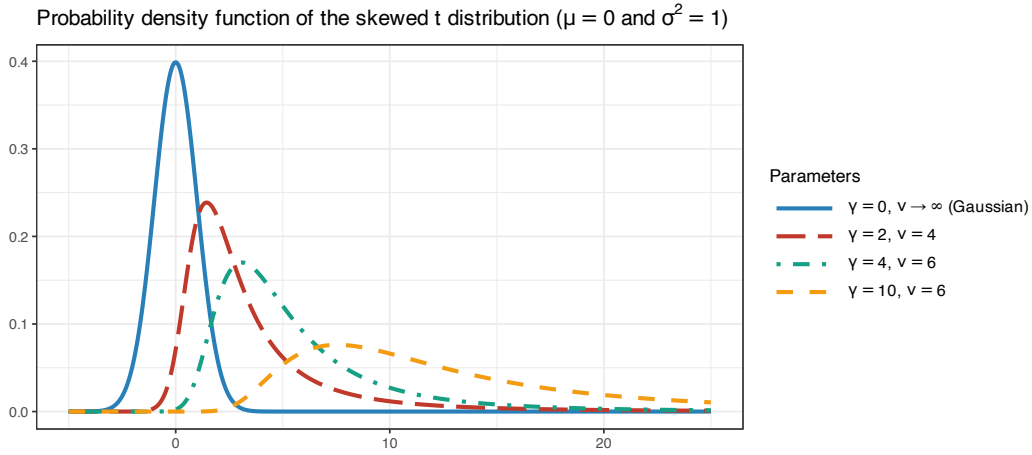 Probability density function of the skewed t distribution (μ = 0 and σ² = 1)
0.4
0.3
0.2
0.1
0.0
0
10
20
Parameters
γ = 0, ν → ∞ (Gaussian)
γ = 2, ν = 4
γ = 4, ν = 6
γ = 10, ν = 6